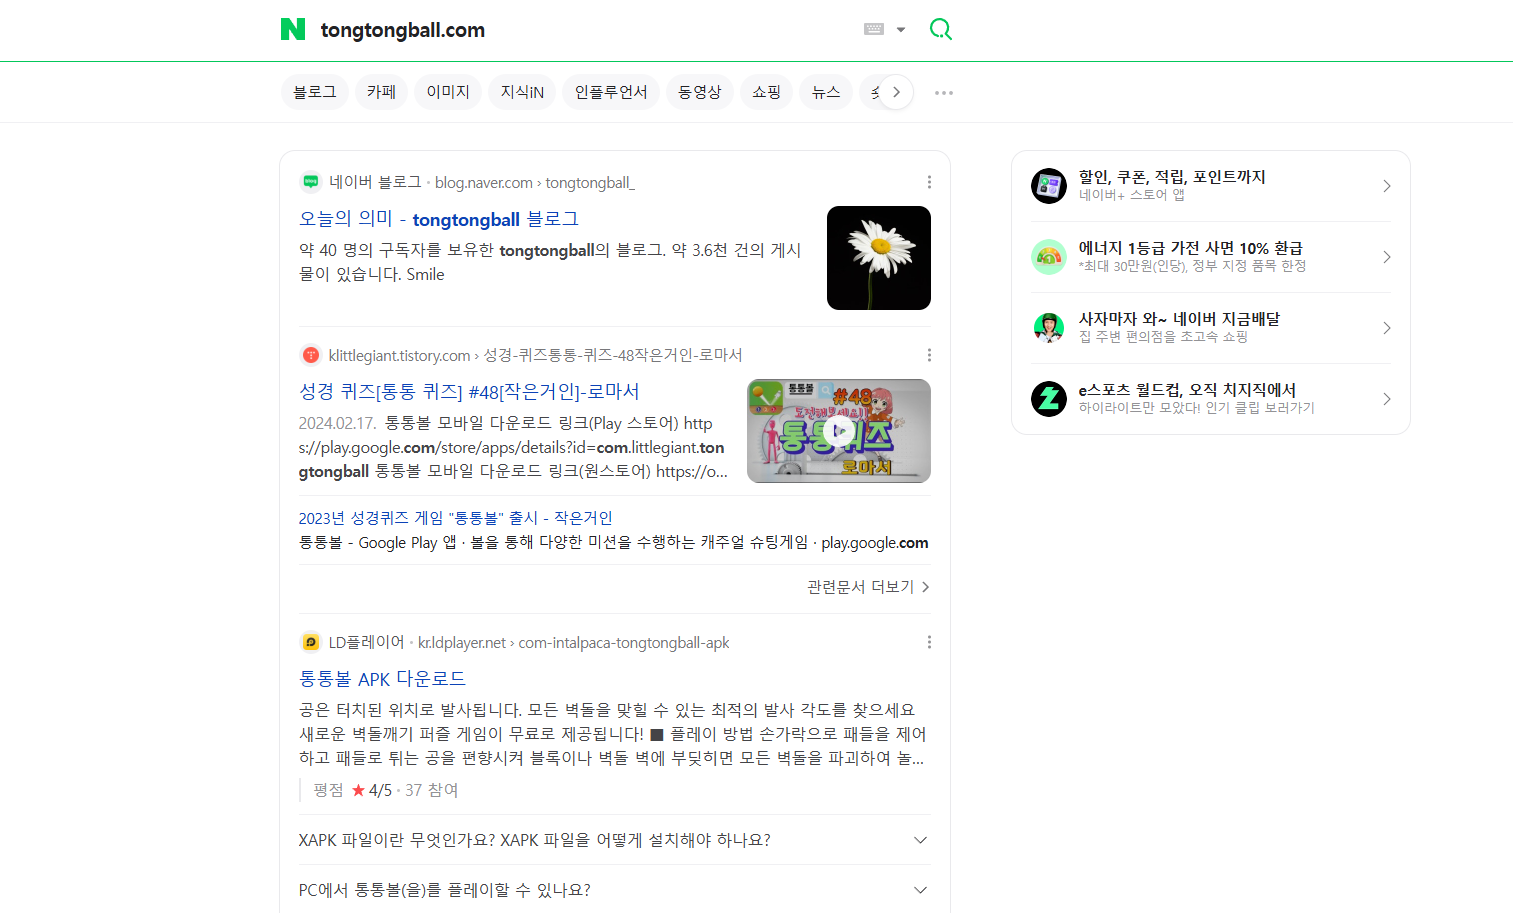 tongtongball.com
블로그 카페 이미지 지식iN 인플루언서 동영상 쇼핑 뉴스
네이버 블로그 · blog.naver.com › tongtongball_
오늘의 의미 - tongtongball 블로그
약 40 명의 구독자를 보유한 tongtongball의 블로그. 약 3.6천 건의 게시
물이 있습니다. Smile
klittlegiant.tistory.com › 성경-퀴즈통통-퀴즈-48작은거인-로마서
성경 퀴즈[통통 퀴즈] #48[작은거인]-로마서
2024.02.17. 통통볼 모바일 다운로드 링크(Play 스토어) http
s://play.google.com/store/apps/details?id=com.littlegiant.ton
gtongball 통통볼 모바일 다운로드 링크(원스토어) https://o...
통통볼
#48
도전해보세요!!
통통퀴즈
로마서
2023년 성경퀴즈 게임 "통통볼" 출시 - 작은거인
통통볼 - Google Play 앱 · 볼을 통해 다양한 미션을 수행하는 캐주얼 슈팅게임 · play.google.com
관련문서 더보기
LD플레이어 · kr.ldplayer.net › com-intalpaca-tongtongball-apk
통통볼 APK 다운로드
공은 터치된 위치로 발사됩니다. 모든 벽돌을 맞힐 수 있는 최적의 발사 각도를 찾으세요
새로운 벽돌깨기 퍼즐 게임이 무료로 제공됩니다! ■ 플레이 방법 손가락으로 패들을 제어
하고 패들로 튀는 공을 편향시켜 블록이나 벽돌 벽에 부딪히면 모든 벽돌을 파괴하여 놀...
평점 ★ 4/5 · 37 참여
XAPK 파일이란 무엇인가요? XAPK 파일을 어떻게 설치해야 하나요?
PC에서 통통볼(을)를 플레이할 수 있나요?
할인, 쿠폰, 적립, 포인트까지
네이버+ 스토어 앱
에너지 1등급 가전 사면 10% 환급
*최대 30만원(인당), 정부 지정 품목 한정
사자마자 와~ 네이버 지금배달
집 주변 편의점을 초고속 쇼핑
e스포츠 월드컵, 오직 치지직에서
하이라이트만 모았다! 인기 클립 보러가기